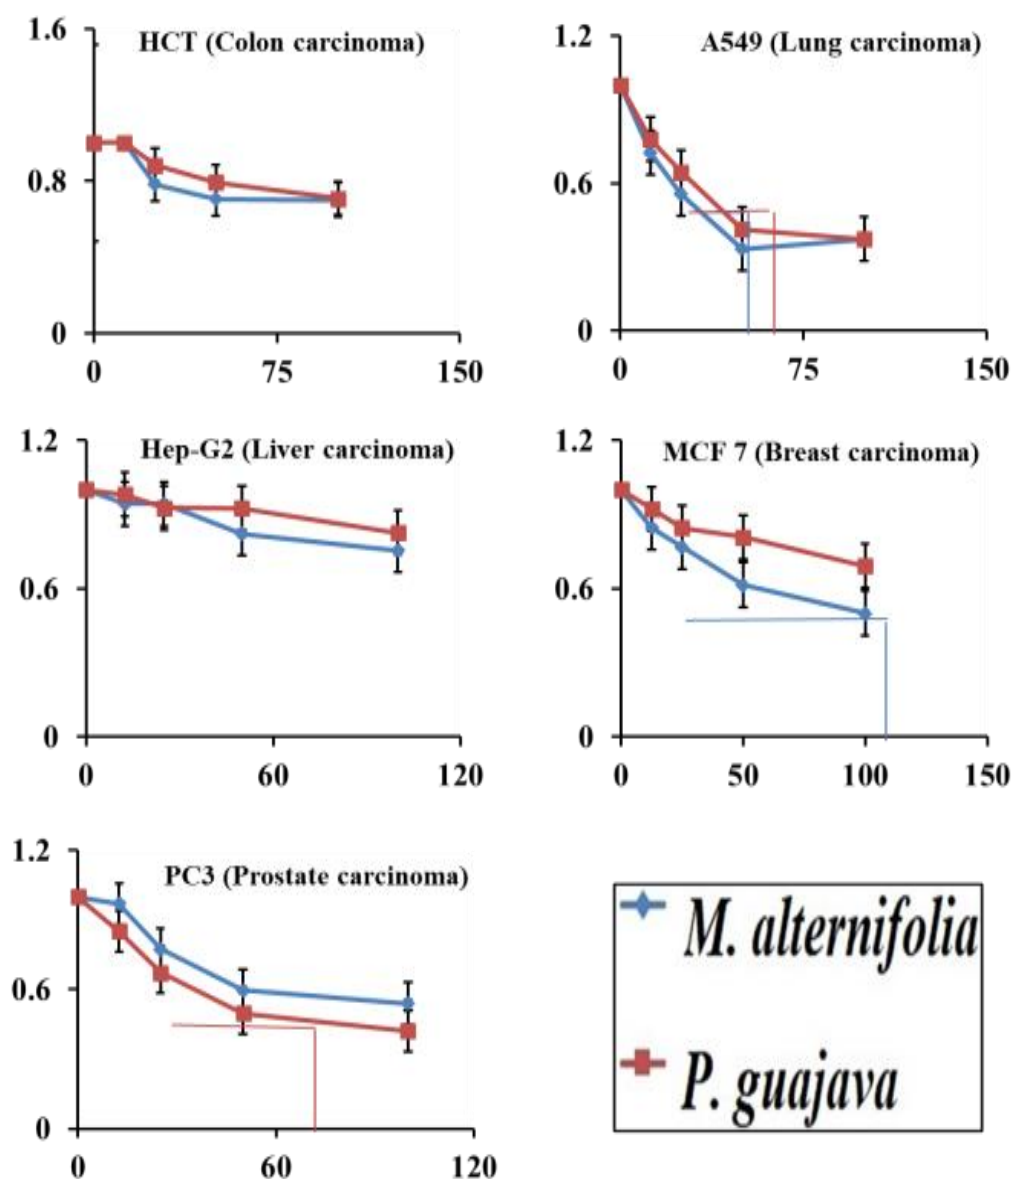 1.6
HCT (Colon carcinoma)
0.8
0
0 75 150
1.2
A549 (Lung carcinoma)
0.6
0
0 75 150
1.2
Hep-G2 (Liver carcinoma)
0.6
0
0 60 120
1.2
MCF 7 (Breast carcinoma)
0.6
0
0 50 100 150
1.2
PC3 (Prostate carcinoma)
0.6
0
0 60 120
M. alternifolia
P. guajava